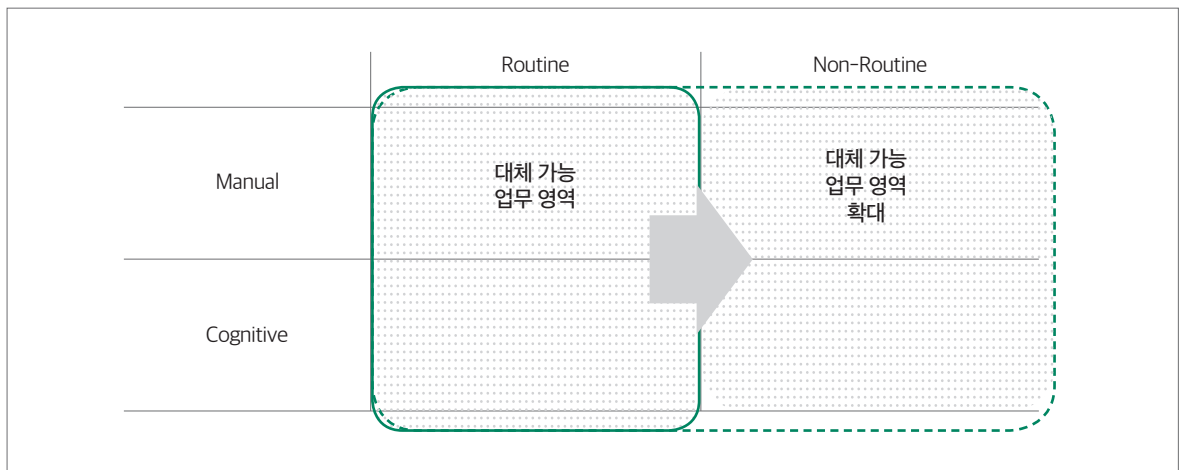 Routine
Non-Routine
Manual
대체 가능
업무 영역
대체 가능
업무 영역
확대
Cognitive